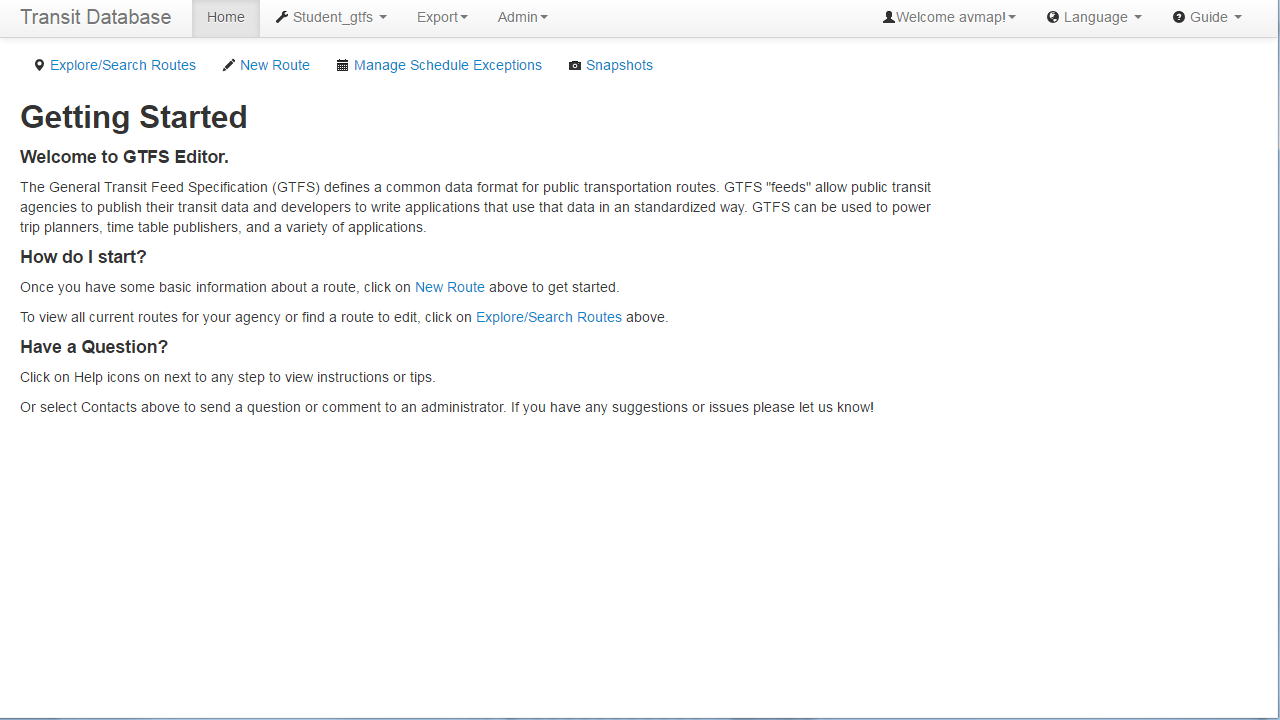 Transit Database Home Student_gtfs Export Admin Welcome avmap! Language Guide
Explore/Search Routes New Route Manage Schedule Exceptions Snapshots
Getting Started
Welcome to GTFS Editor.
The General Transit Feed Specification (GTFS) defines a common data format for public transportation routes. GTFS "feeds" allow public transit
agencies to publish their transit data and developers to write applications that use that data in an standardized way. GTFS can be used to power
trip planners, time table publishers, and a variety of applications.
How do I start?
Once you have some basic information about a route, click on New Route above to get started.
To view all current routes for your agency or find a route to edit, click on Explore/Search Routes above.
Have a Question?
Click on Help icons on next to any step to view instructions or tips.
Or select Contacts above to send a question or comment to an administrator. If you have any suggestions or issues please let us know!